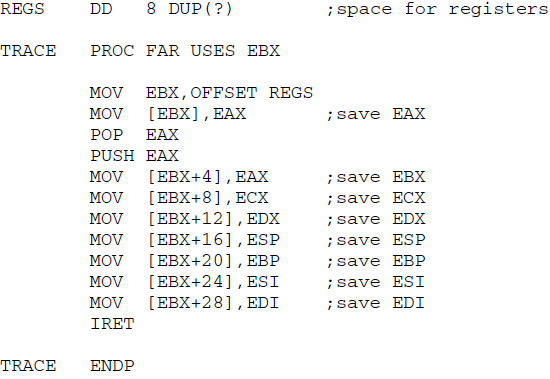 REGS    DD   8 DUP(?)          ;space for registers
TRACE   PROC FAR USES EBX
        MOV  EBX,OFFSET REGS
        MOV  [EBX],EAX         ;save EAX
        POP  EAX
        PUSH EAX
        MOV  [EBX+4],EAX       ;save EBX
        MOV  [EBX+8],ECX       ;save ECX
        MOV  [EBX+12],EDX      ;save EDX
        MOV  [EBX+16],ESP      ;save ESP
        MOV  [EBX+20],EBP      ;save EBP
        MOV  [EBX+24],ESI      ;save ESI
        MOV  [EBX+28],EDI      ;save EDI
        IRET
TRACE   ENDP